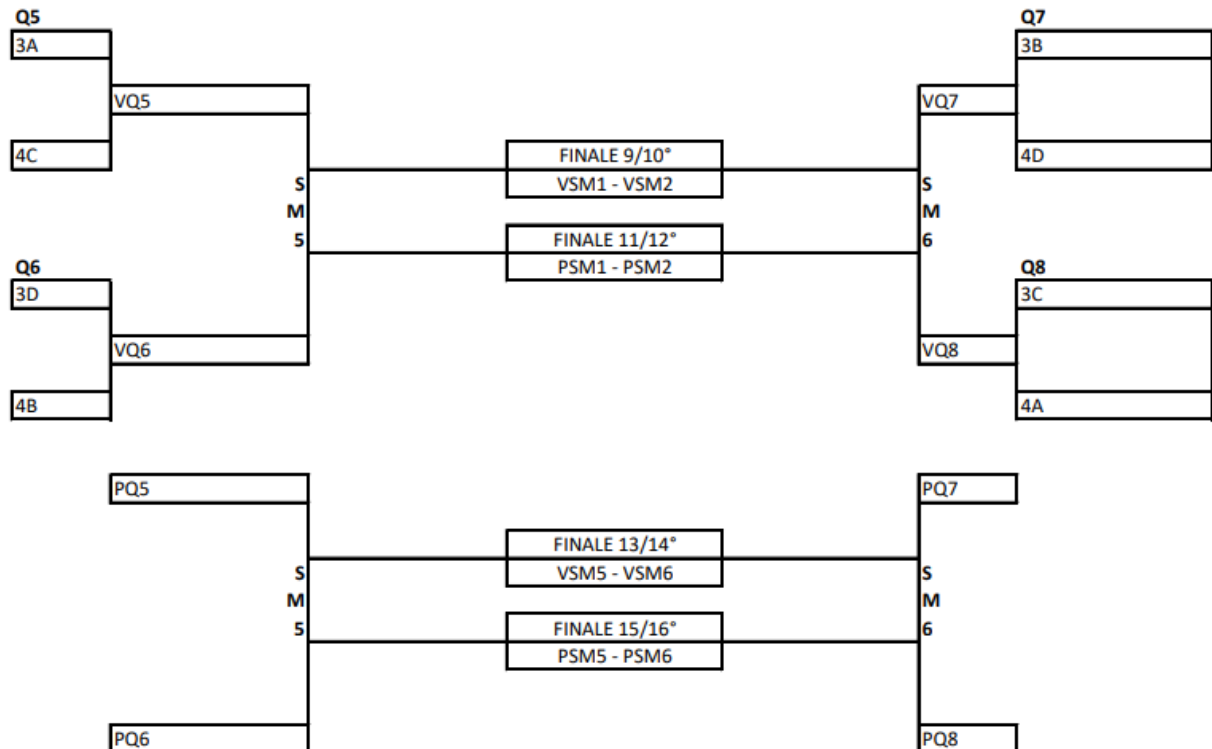 Q5
Q7
3A
3B
VQ5
VQ7
4C
FINALE 9/10°
4D
S
M
5
VSM1 - VSM2
S
M
6
FINALE 11/12°
PSM1 - PSM2
Q6
Q8
3D
3C
VQ6
VQ8
4B
4A
PQ5
PQ7
FINALE 13/14°
S
M
5
VSM5 - VSM6
S
M
6
FINALE 15/16°
PSM5 - PSM6
PQ6
PQ8